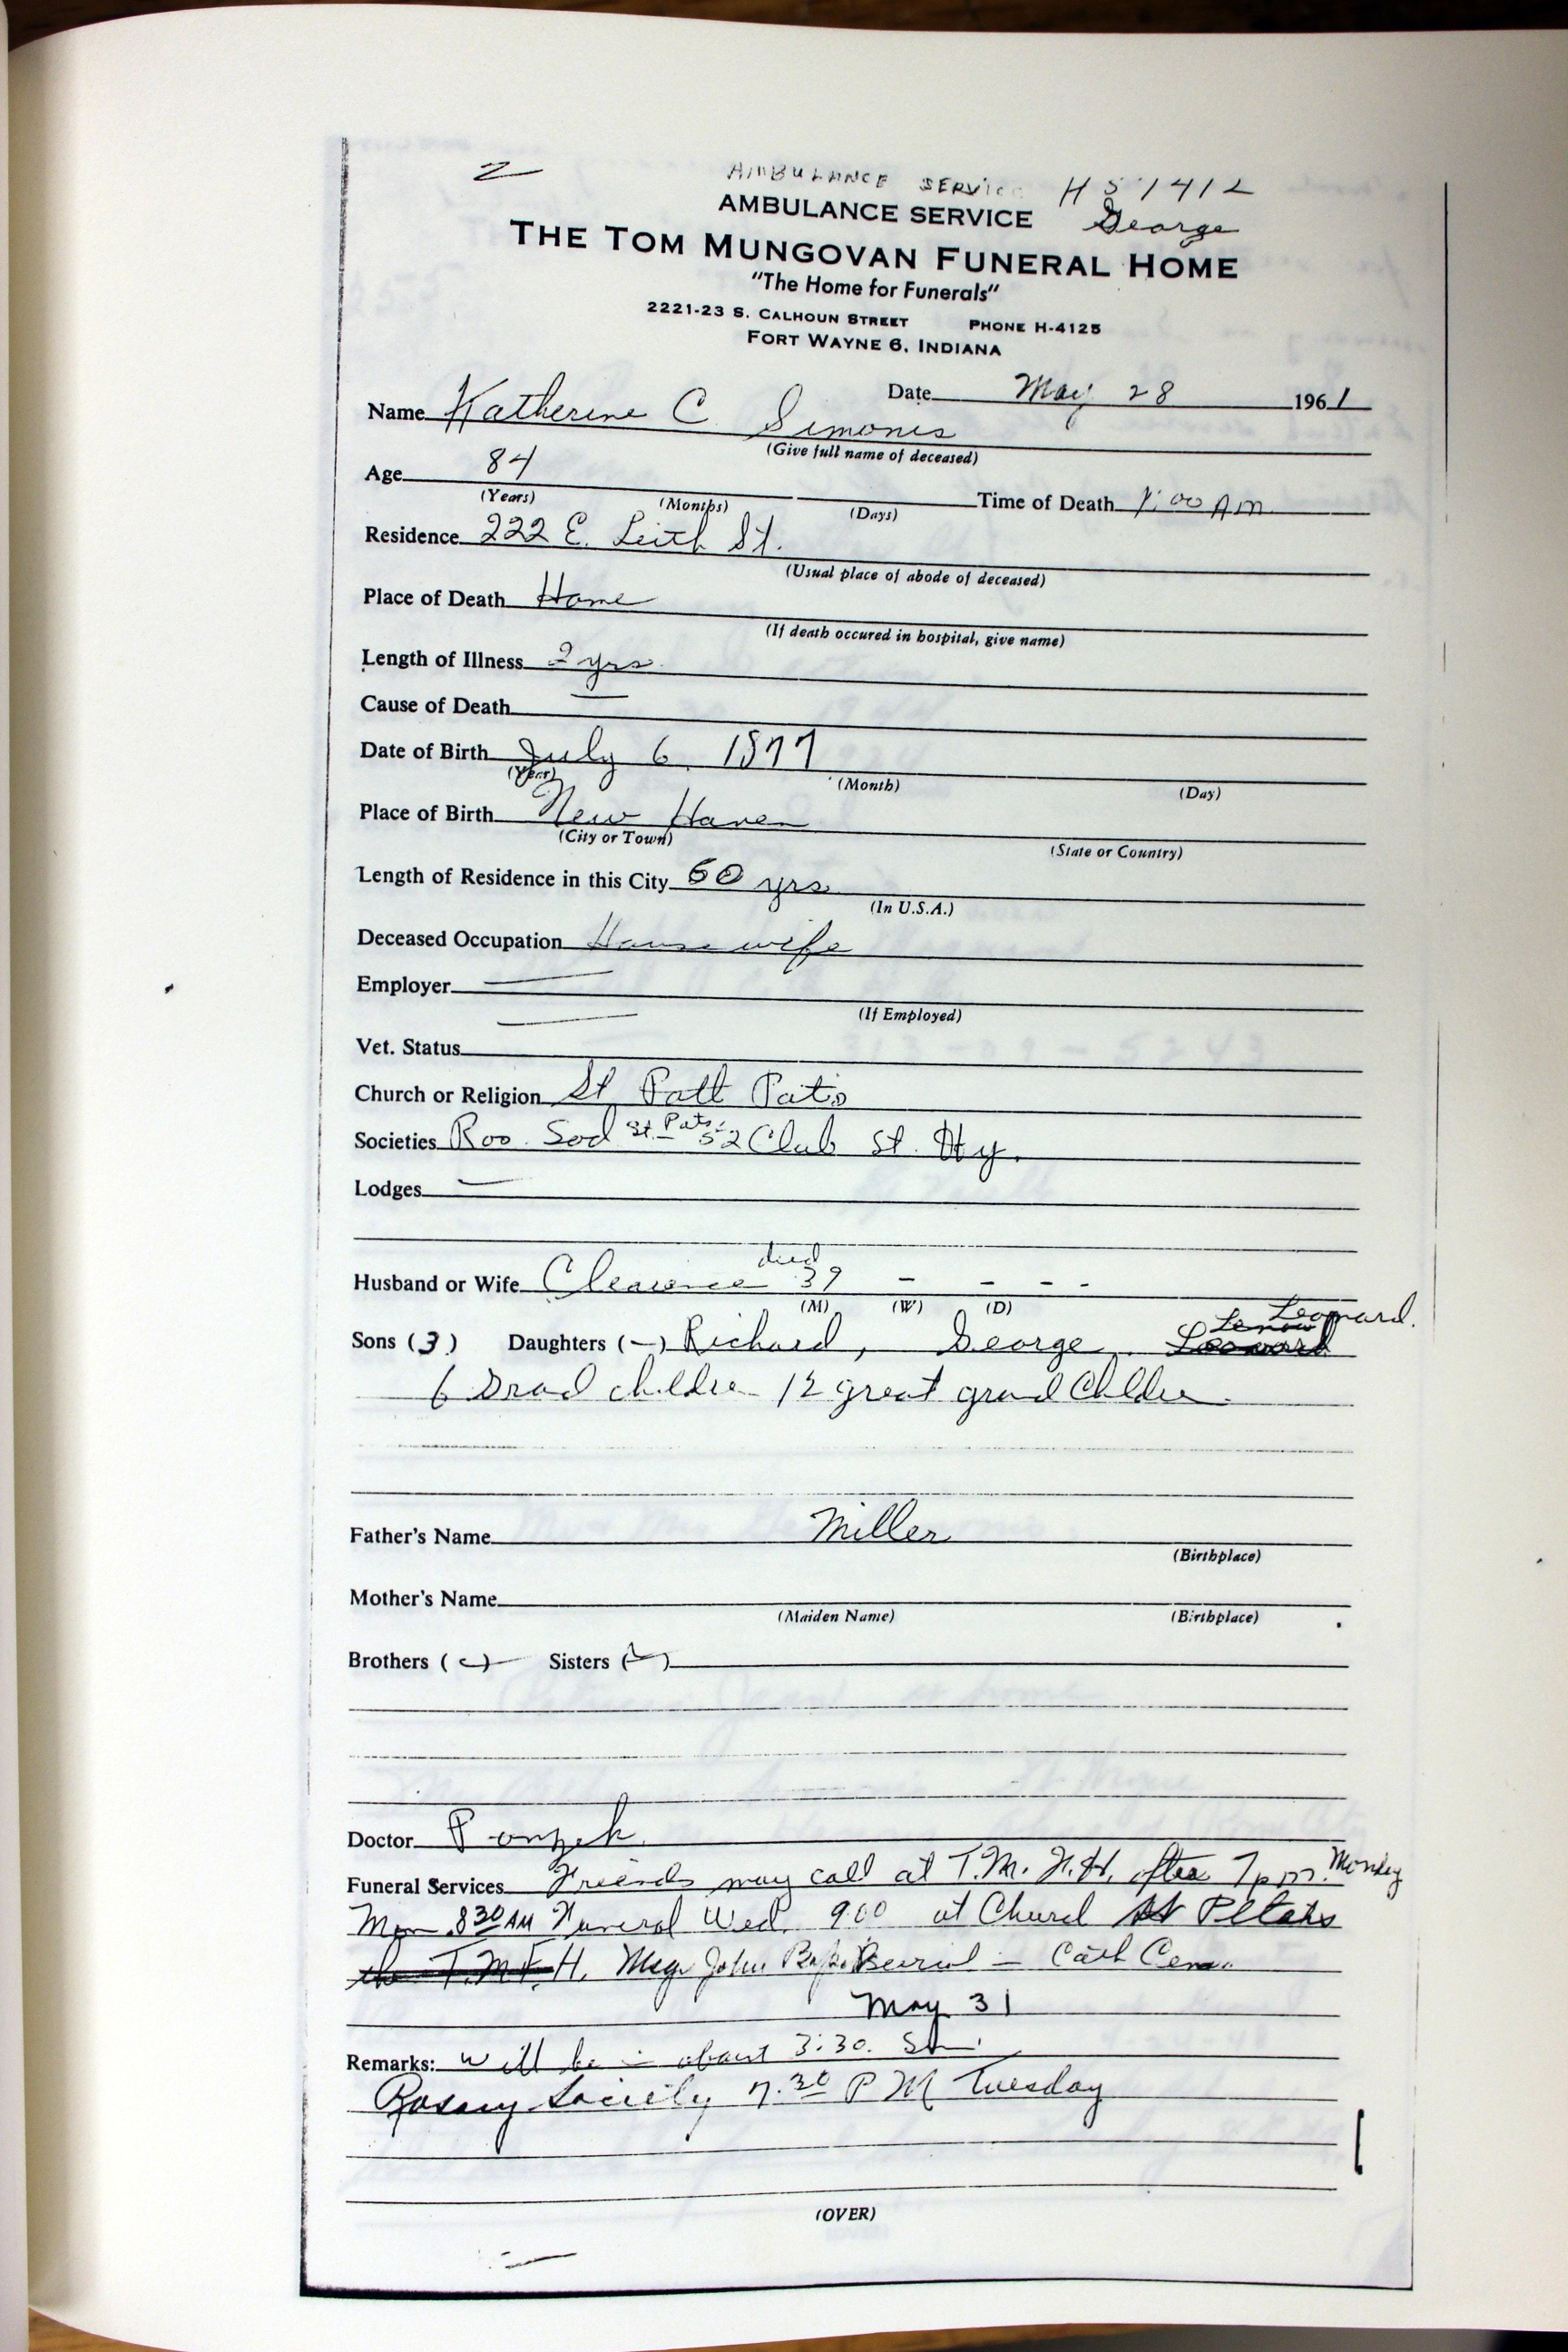 2
AMBULANCE SERVICE H 51412
AMBULANCE SERVICE George
THE TOM MUNGOVAN FUNERAL HOME
"The Home for Funerals"
2221-23 S. CALHOUN STREET PHONE H-4125
FORT WAYNE 6, INDIANA
Date May 28 1961
Name Katherine C. Simonis
(Give full name of deceased)
Age 84
(Years) (Months) (Days) Time of Death :00 AM
Residence 222 E. Leith St.
(Usual place of abode of deceased)
Place of Death Home
(If death occured in hospital, give name)
Length of Illness 2 yrs.
Cause of Death —
Date of Birth July 6, 1877
(Year) (Month) (Day)
Place of Birth New Haven
(City or Town) (State or Country)
Length of Residence in this City 60 yrs.
(In U.S.A.)
Deceased Occupation Housewife
Employer —
(If Employed)
Vet. Status —
Church or Religion St. Patt Pats
Societies Ros. Sod St. Pats. 52 Club St. Hy.
Lodges —
died
Husband or Wife Clearence 39 - - - -
(M) (W) (D)
Leonard.
Sons (3) Daughters (—) Richard, George,
6 Grad childre 12 great grad Childre
Father's Name Miller
(Birthplace)
Mother's Name
(Maiden Name) (Birthplace)
Brothers (-) Sisters (-)
Doctor
Funeral Services Friends may call at T.M.F.H. after 7 p.m. Monday
Mon 8:30 AM Funeral Wed. 9:00 at Church St
the T.M.F.H. Msgr John Burial - Cath Cem.
May 31
Remarks: will be in about 3:30. Sun.
Rosary Society 7:30 PM Tuesday
(OVER)